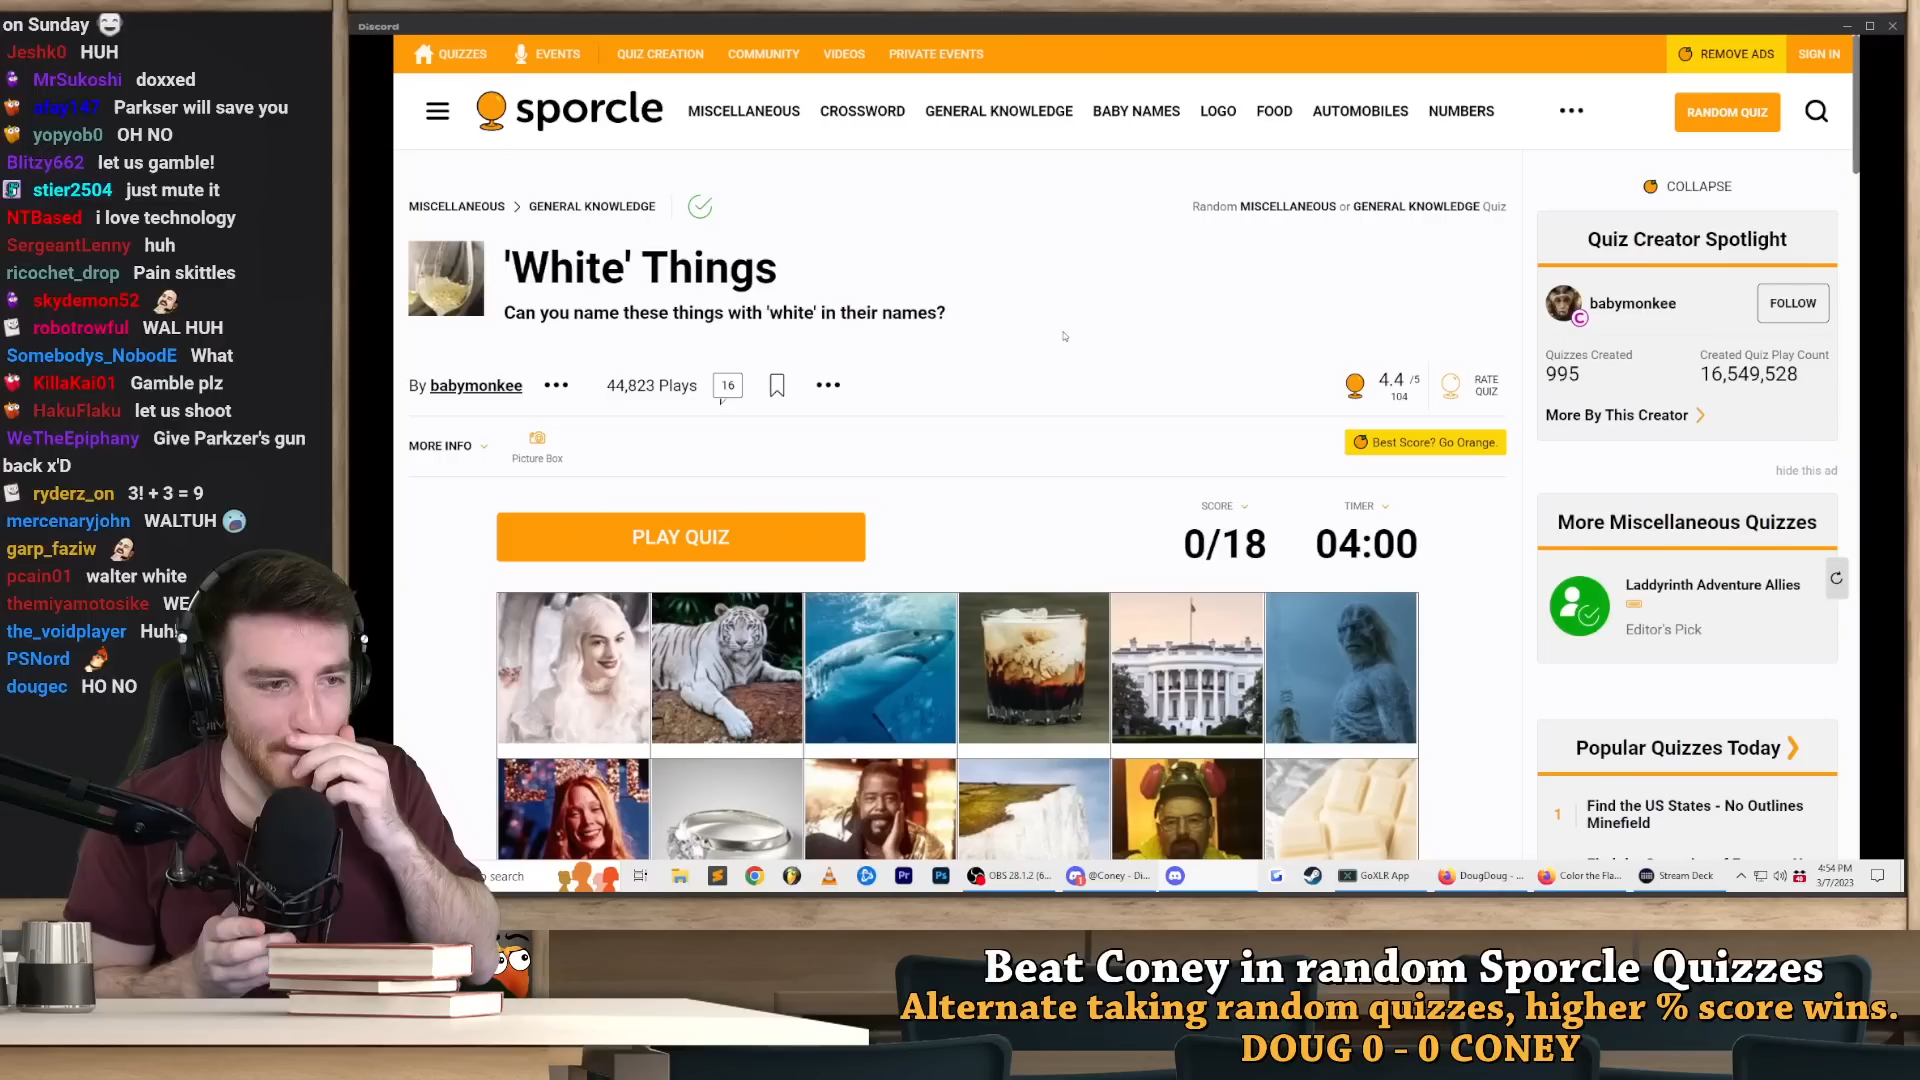 on Sunday
Jeshk0 HUH
MrSukoshi doxxed
afay147 Parkser will save you
yopyob0 OH NO
Blitzy662 let us gamble!
stier2504 just mute it
NTBased i love technology
SergeantLenny huh
ricochet_drop Pain skittles
skydemon52
robotrowful WAL HUH
Somebodys_NobodE What
KillaKai01 Gamble plz
HakuFlaku let us shoot
WeTheEpiphany Give Parkzer's gun
back x'D
ryderz_on 3! + 3 = 9
mercenaryjohn WALTUH
garp_faziw
pcain01 walter white
themiyamotosike WE
the_voidplayer Huh!
PSNord
dougec HO NO
Discord
QUIZZES EVENTS QUIZ CREATION COMMUNITY VIDEOS PRIVATE EVENTS REMOVE ADS SIGN IN
sporcle MISCELLANEOUS CROSSWORD GENERAL KNOWLEDGE BABY NAMES LOGO FOOD AUTOMOBILES NUMBERS ••• RANDOM QUIZ
MISCELLANEOUS > GENERAL KNOWLEDGE
Random MISCELLANEOUS or GENERAL KNOWLEDGE Quiz
'White' Things
Can you name these things with 'white' in their names?
By babymonkee ••• 44,823 Plays 16 •••
4.4 /5
104
RATE
QUIZ
MORE INFO
Picture Box
Best Score? Go Orange.
PLAY QUIZ
SCORE
0/18
TIMER
04:00
COLLAPSE
Quiz Creator Spotlight
babymonkee FOLLOW
Quizzes Created Created Quiz Play Count
995 16,549,528
More By This Creator
hide this ad
More Miscellaneous Quizzes
Laddyrinth Adventure Allies
Editor's Pick
Popular Quizzes Today
1 Find the US States - No Outlines
Minefield
search
Pr
Ps
OBS 28.1.2 (6...
@Coney - Di...
GoXLR App
DougDoug - ...
Color the Fla...
Stream Deck
4:54 PM
3/7/2023
Beat Coney in random Sporcle Quizzes
Alternate taking random quizzes, higher % score wins.
DOUG 0 - 0 CONEY